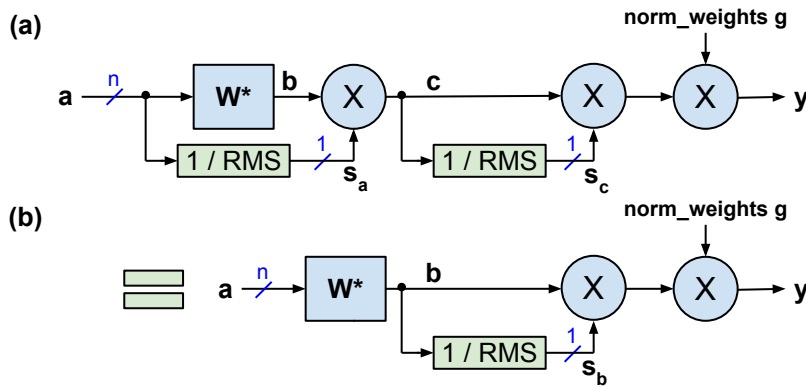 (a)
norm_weights g
a
n
W*
b
X
c
X
X
y
1 / RMS
1
s_a
1 / RMS
1
s_c
(b)
norm_weights g
a
n
W*
b
X
X
y
1 / RMS
1
s_b